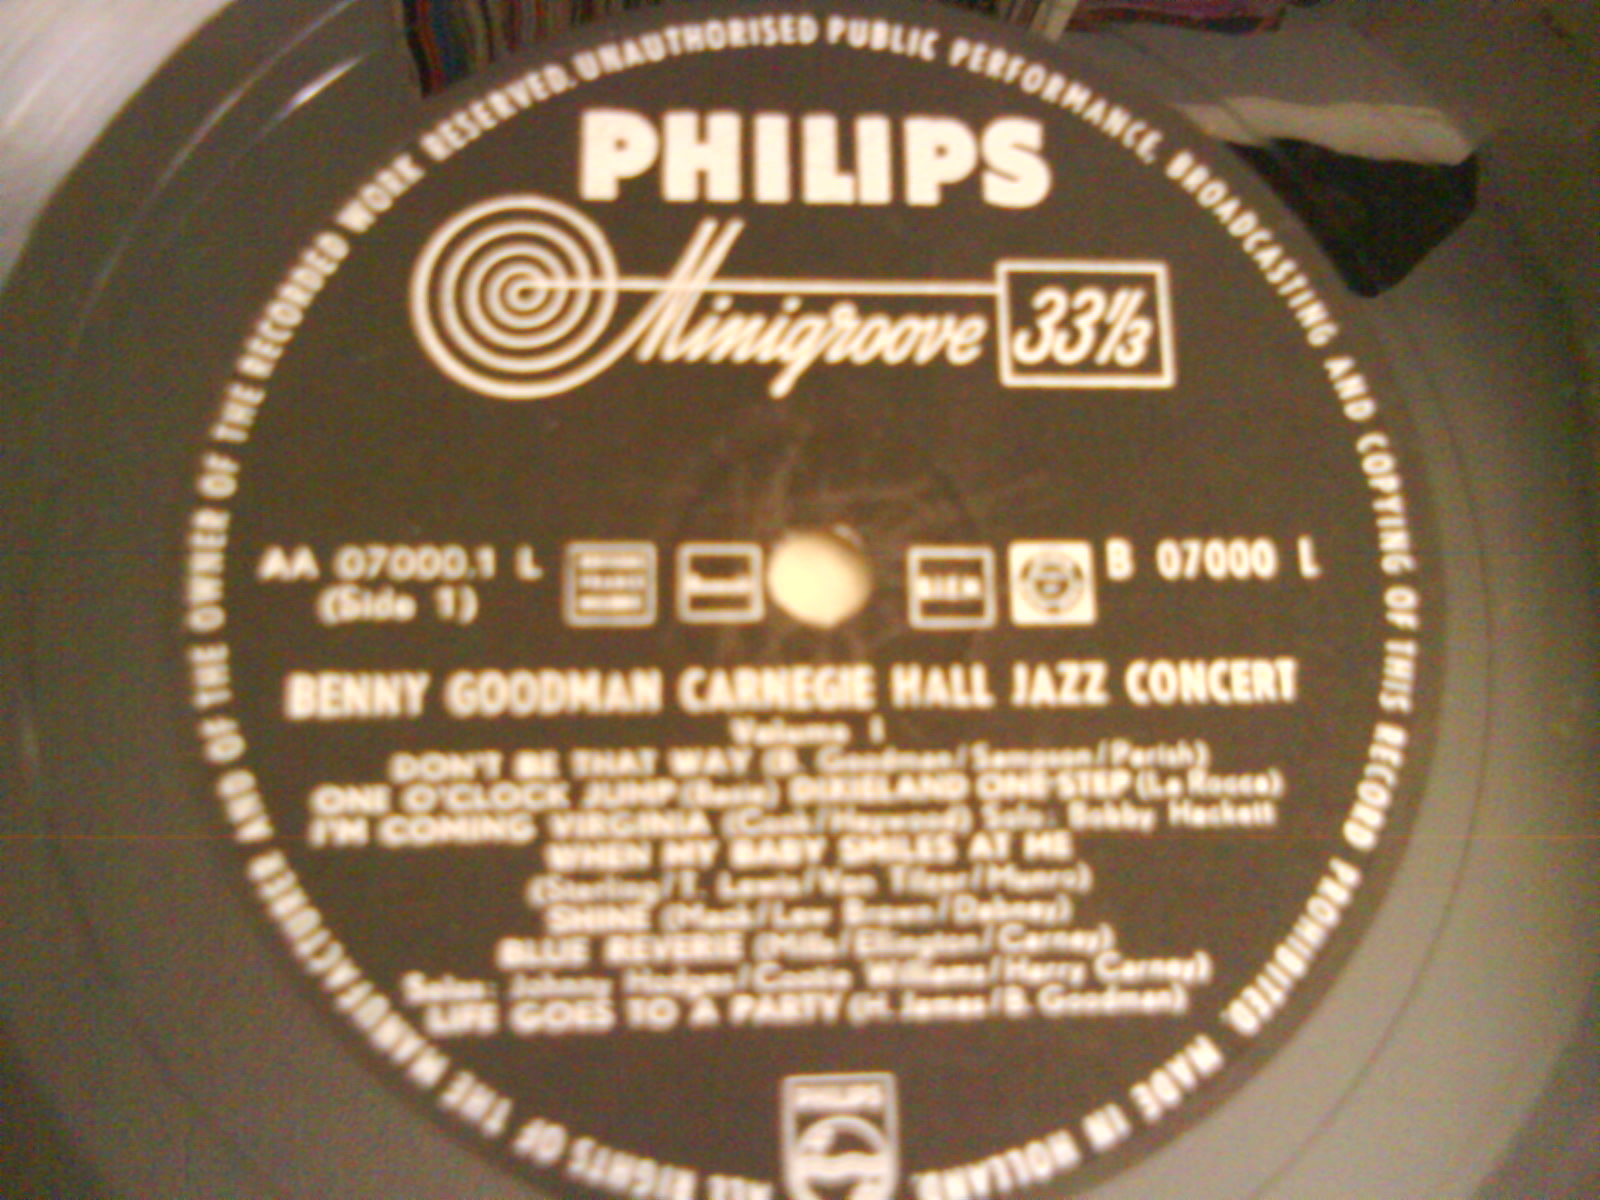 ALL RIGHTS OF THE MANUFACTURER AND OF THE OWNER OF THE RECORDED WORK RESERVED. UNAUTHORISED PUBLIC PERFORMANCE, BROADCASTING AND COPYING OF THIS RECORD PROHIBITED. MADE IN HOLLAND.
PHILIPS
Minigroove 33⅓
AA 07000.1 L
(Side 1)
BIEM
B 07000 L
BENNY GOODMAN CARNEGIE HALL JAZZ CONCERT
Volume 1
DON'T BE THAT WAY (B. Goodman/Sampson/Parish)
ONE O'CLOCK JUMP (Basie) DIXIELAND ONE STEP (La Rocca)
I'M COMING VIRGINIA (Cook/Heywood) Solo: Bobby Hackett
WHEN MY BABY SMILES AT ME
(Sterling/T. Lewis/Von Tilzer/Munro)
SHINE (Mack/Lew Brown/Dabney)
BLUE REVERIE (Mills/Ellington/Carney)
Solos: Johnny Hodges/Cootie Williams/Harry Carney)
LIFE GOES TO A PARTY (H. James/B. Goodman)
PHILIPS